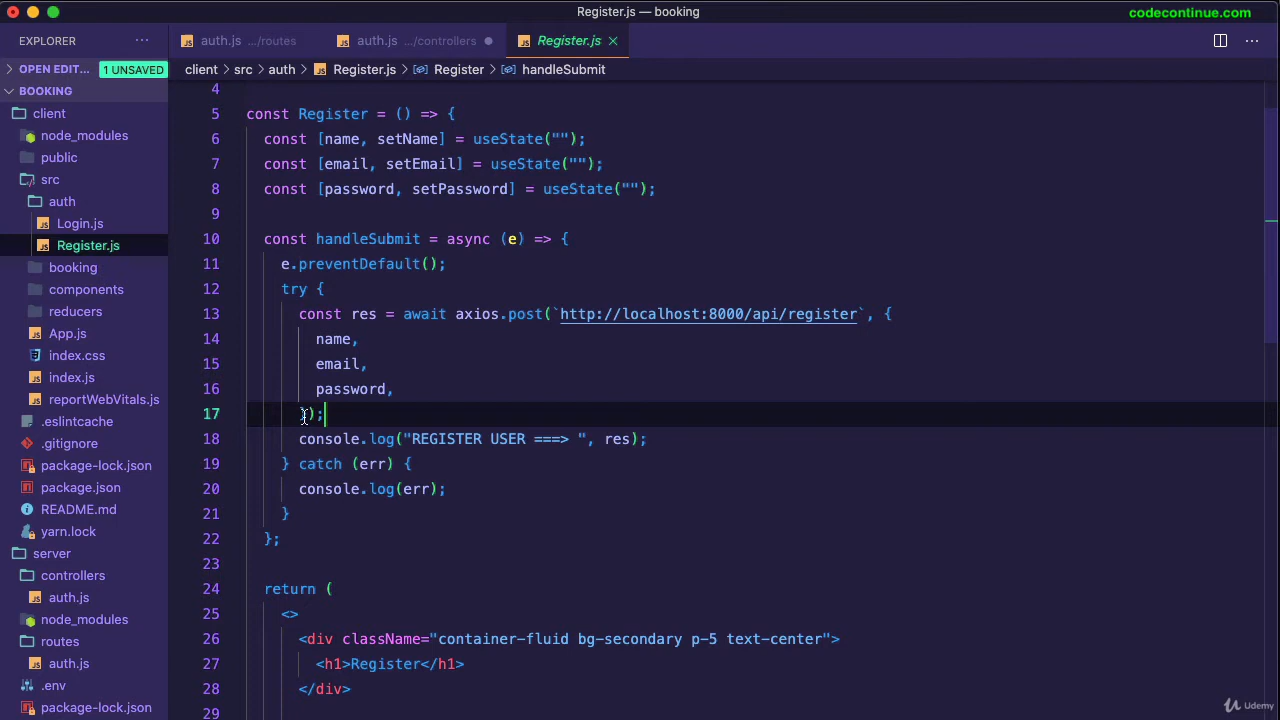 Register.js — booking
codecontinue.com
EXPLORER ...
auth.js .../routes
auth.js .../controllers
Register.js
OPEN EDIT... 1 UNSAVED
client > src > auth > Register.js > Register > handleSubmit
BOOKING
client
node_modules
public
src
auth
Login.js
Register.js
booking
components
reducers
App.js
index.css
index.js
reportWebVitals.js
.eslintcache
.gitignore
package-lock.json
package.json
README.md
yarn.lock
server
controllers
auth.js
node_modules
routes
auth.js
.env
package-lock.json
4
5 const Register = () => {
6 const [name, setName] = useState("");
7 const [email, setEmail] = useState("");
8 const [password, setPassword] = useState("");
9
10 const handleSubmit = async (e) => {
11 e.preventDefault();
12 try {
13 const res = await axios.post(`http://localhost:8000/api/register`, {
14 name,
15 email,
16 password,
17 });
18 console.log("REGISTER USER ===> ", res);
19 } catch (err) {
20 console.log(err);
21 }
22 };
23
24 return (
25 <>
26 <div className="container-fluid bg-secondary p-5 text-center">
27 <h1>Register</h1>
28 </div>
29
Udemy